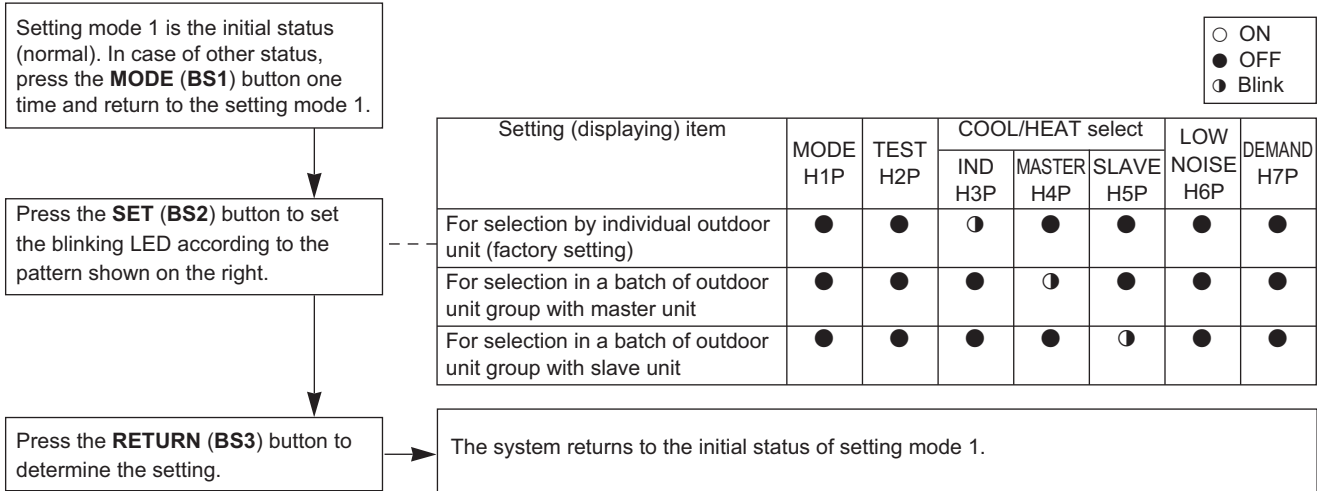 Setting mode 1 is the initial status
(normal). In case of other status,
press the MODE (BS1) button one
time and return to the setting mode 1.
○ ON
● OFF
◑ Blink
Press the SET (BS2) button to set
the blinking LED according to the
pattern shown on the right.
Setting (displaying) item
MODE
H1P
TEST
H2P
COOL/HEAT select
IND
H3P
MASTER
H4P
SLAVE
H5P
LOW
NOISE
H6P
DEMAND
H7P
For selection by individual outdoor
unit (factory setting)
● ● ◑ ● ● ● ●
For selection in a batch of outdoor
unit group with master unit
● ● ● ◑ ● ● ●
For selection in a batch of outdoor
unit group with slave unit
● ● ● ● ◑ ● ●
Press the RETURN (BS3) button to
determine the setting.
The system returns to the initial status of setting mode 1.